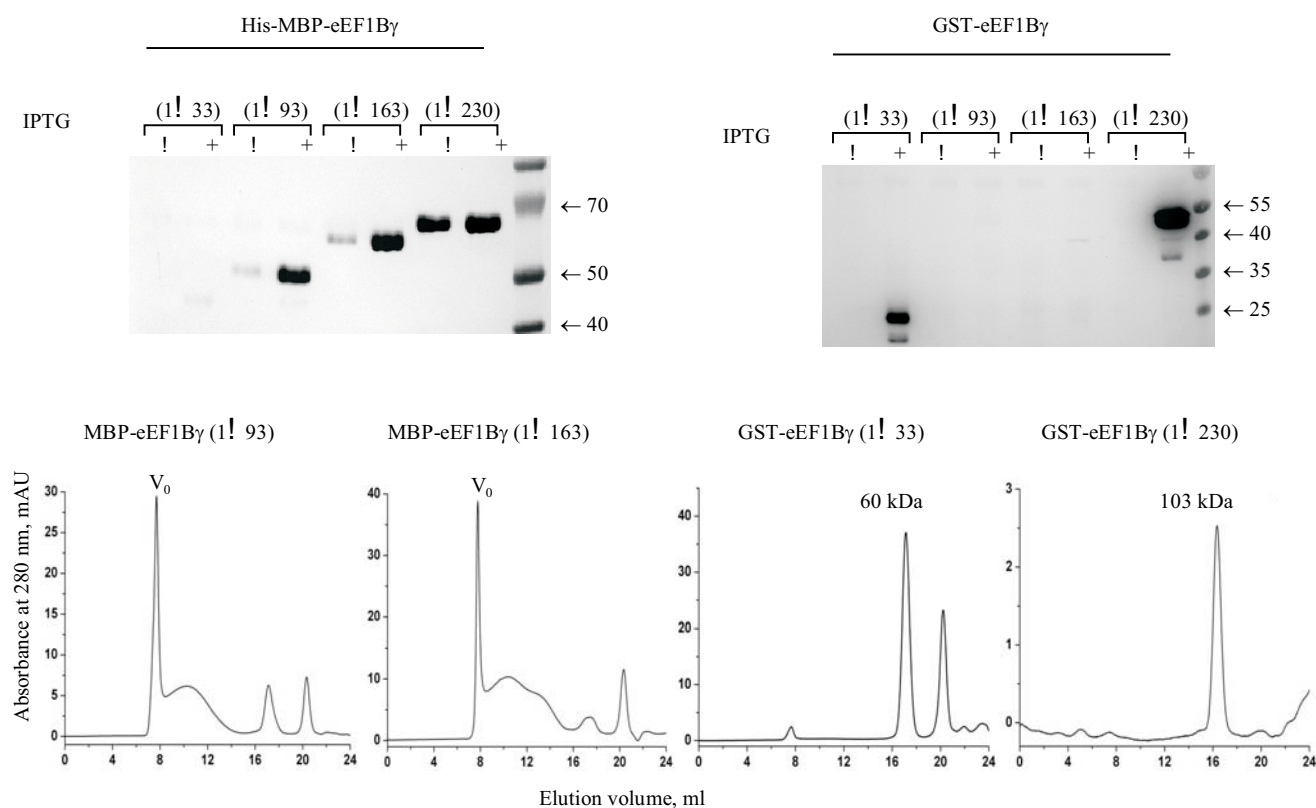 His-MBP-eEF1Bγ
GST-eEF1Bγ
IPTG
(1! 33) (1! 93) (1! 163) (1! 230)
! + ! + ! + ! +
← 70
← 50
← 40
IPTG
(1! 33) (1! 93) (1! 163) (1! 230)
! + ! + ! + ! +
← 55
← 40
← 35
← 25
MBP-eEF1Bγ (1! 93)
MBP-eEF1Bγ (1! 163)
GST-eEF1Bγ (1! 33)
GST-eEF1Bγ (1! 230)
Absorbance at 280 nm, mAU
V₀
30
25
20
15
10
5
0
0 4 8 12 16 20 24
V₀
40
30
20
10
0
0 4 8 12 16 20 24
60 kDa
40
30
20
10
0
0 4 8 12 16 20 24
103 kDa
3
2
1
0
0 4 8 12 16 20 24
Elution volume, ml